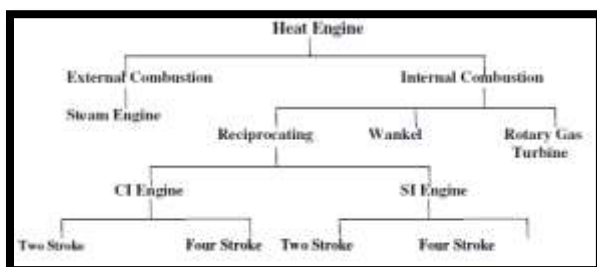 Heat Engine
External Combustion Internal Combustion
Steam Engine
Reciprocating Wankel Rotary Gas
Turbine
CI Engine SI Engine
Two Stroke Four Stroke Two Stroke Four Stroke